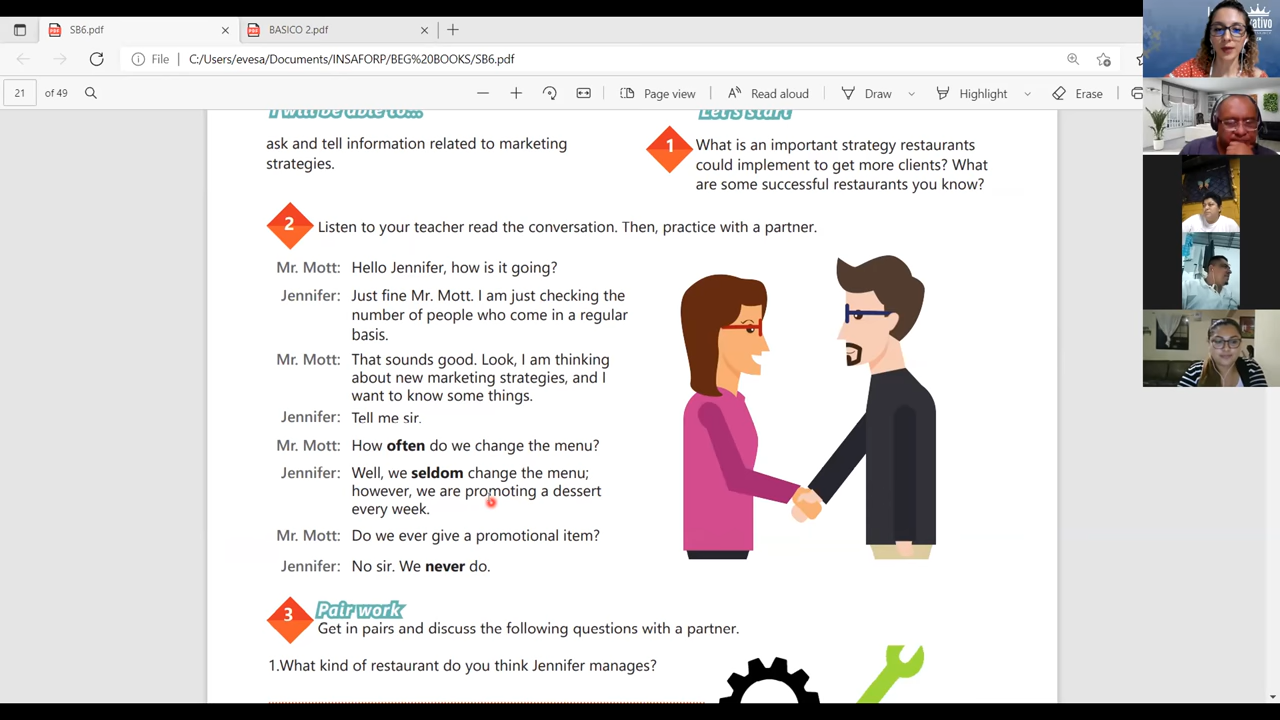 SB6.pdf
BASICO 2.pdf
File C:/Users/evesa/Documents/INSAFORP/BEG%20BOOKS/SB6.pdf
21 of 49 Page view Read aloud Draw Highlight Erase
I will be able to...
ask and tell information related to marketing
strategies.
Let's start
1 What is an important strategy restaurants
could implement to get more clients? What
are some successful restaurants you know?
2 Listen to your teacher read the conversation. Then, practice with a partner.
Mr. Mott: Hello Jennifer, how is it going?
Jennifer: Just fine Mr. Mott. I am just checking the
number of people who come in a regular
basis.
Mr. Mott: That sounds good. Look, I am thinking
about new marketing strategies, and I
want to know some things.
Jennifer: Tell me sir.
Mr. Mott: How often do we change the menu?
Jennifer: Well, we seldom change the menu;
however, we are promoting a dessert
every week.
Mr. Mott: Do we ever give a promotional item?
Jennifer: No sir. We never do.
3 Pair work
Get in pairs and discuss the following questions with a partner.
1.What kind of restaurant do you think Jennifer manages?